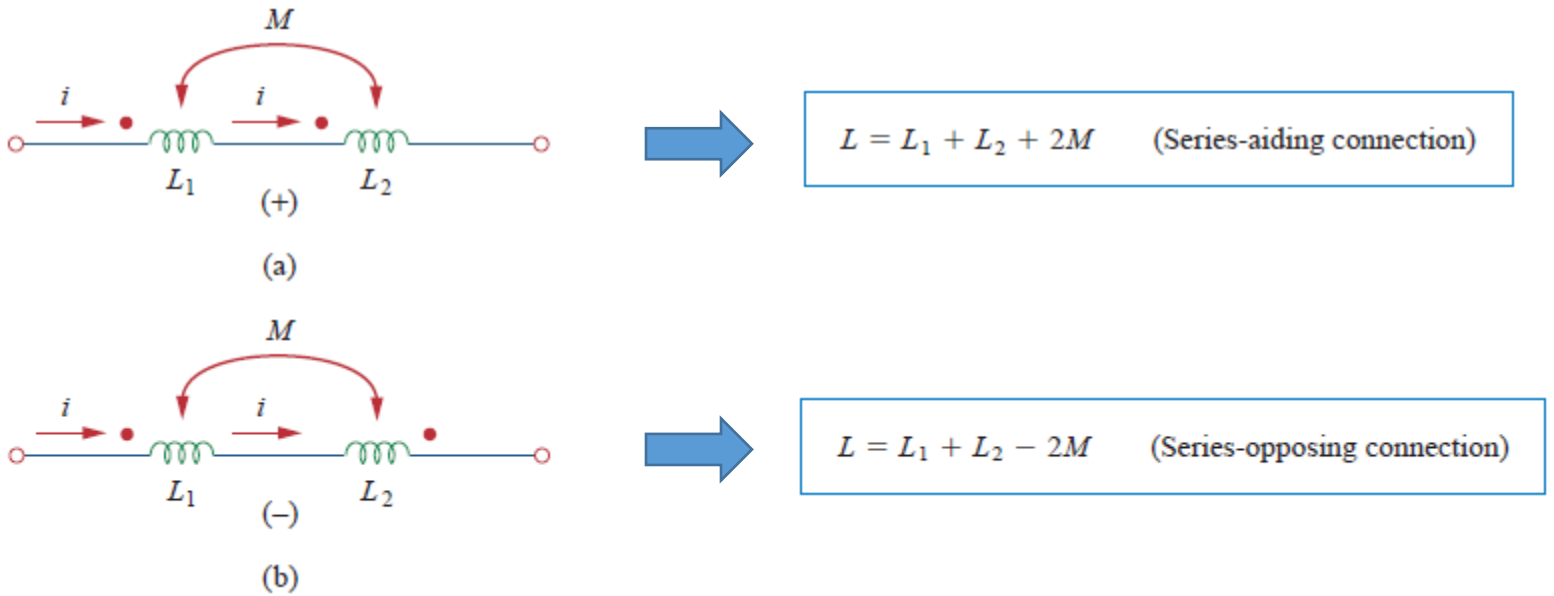 M
i
i
L₁
L₂
(+)
(a)
L = L₁ + L₂ + 2M (Series-aiding connection)
M
i
i
L₁
L₂
(–)
(b)
L = L₁ + L₂ − 2M (Series-opposing connection)